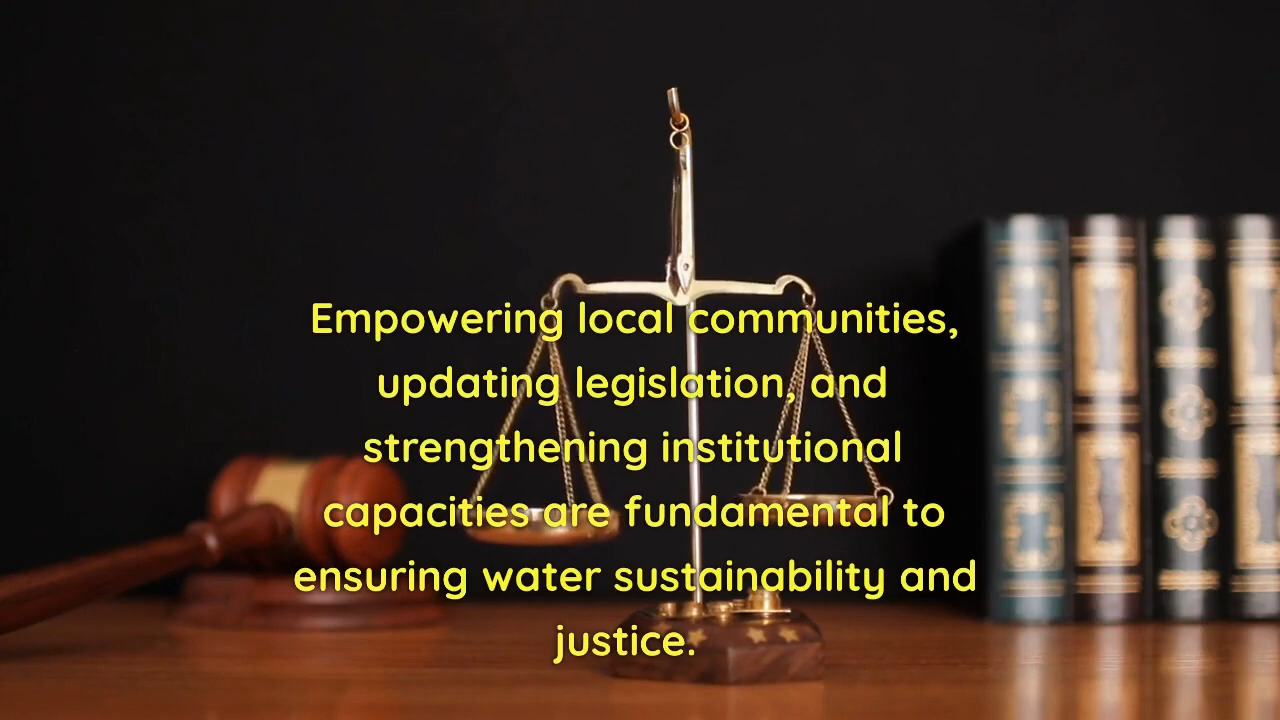 Empowering local communities,
updating legislation, and
strengthening institutional
capacities are fundamental to
ensuring water sustainability and
justice.